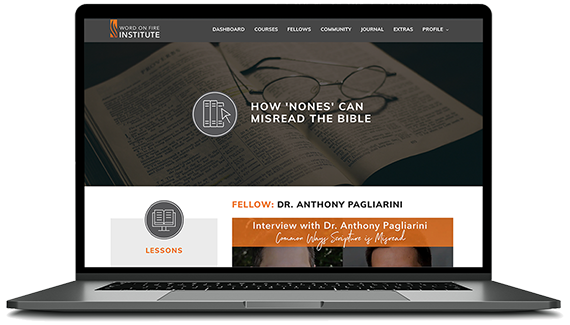 WORD ON FIRE
INSTITUTE
DASHBOARD COURSES FELLOWS COMMUNITY JOURNAL EXTRAS PROFILE
HOW 'NONES' CAN
MISREAD THE BIBLE
FELLOW: DR. ANTHONY PAGLIARINI
Interview with Dr. Anthony Pagliarini
Common Ways Scripture is Misread
LESSONS